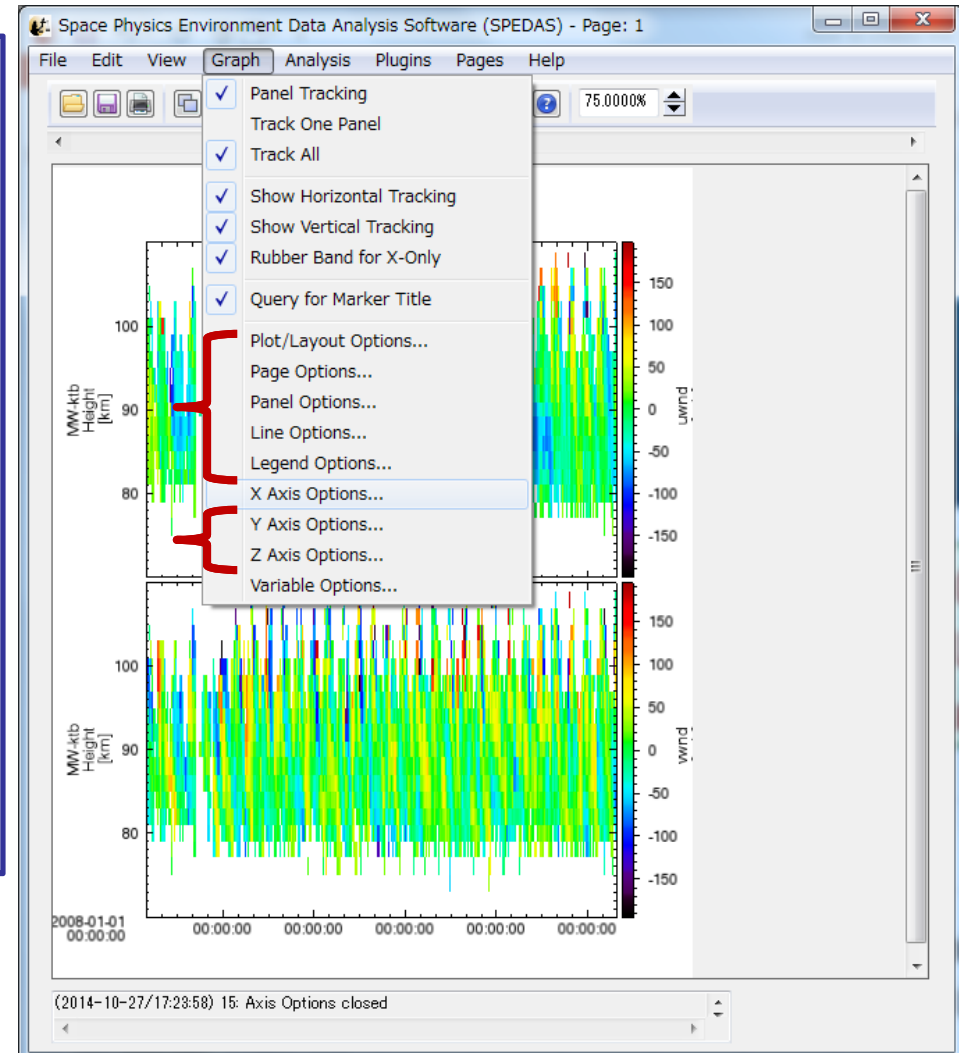 Space Physics Environment Data Analysis Software (SPEDAS) - Page: 1
File Edit View Graph Analysis Plugins Pages Help
75.0000%
Panel Tracking
Track One Panel
Track All
Show Horizontal Tracking
Show Vertical Tracking
Rubber Band for X-Only
Query for Marker Title
Plot/Layout Options...
Page Options...
Panel Options...
Line Options...
Legend Options...
X Axis Options...
Y Axis Options...
Z Axis Options...
Variable Options...
MW-ktb
Height
[km]
100
90
80
150
100
50
0
-50
-100
-150
uwnd
MW-ktb
Height
[km]
100
90
80
150
100
50
0
-50
-100
-150
vwnd
2008-01-01
00:00:00
00:00:00 00:00:00 00:00:00 00:00:00 00:00:00
(2014-10-27/17:23:58) 15: Axis Options closed